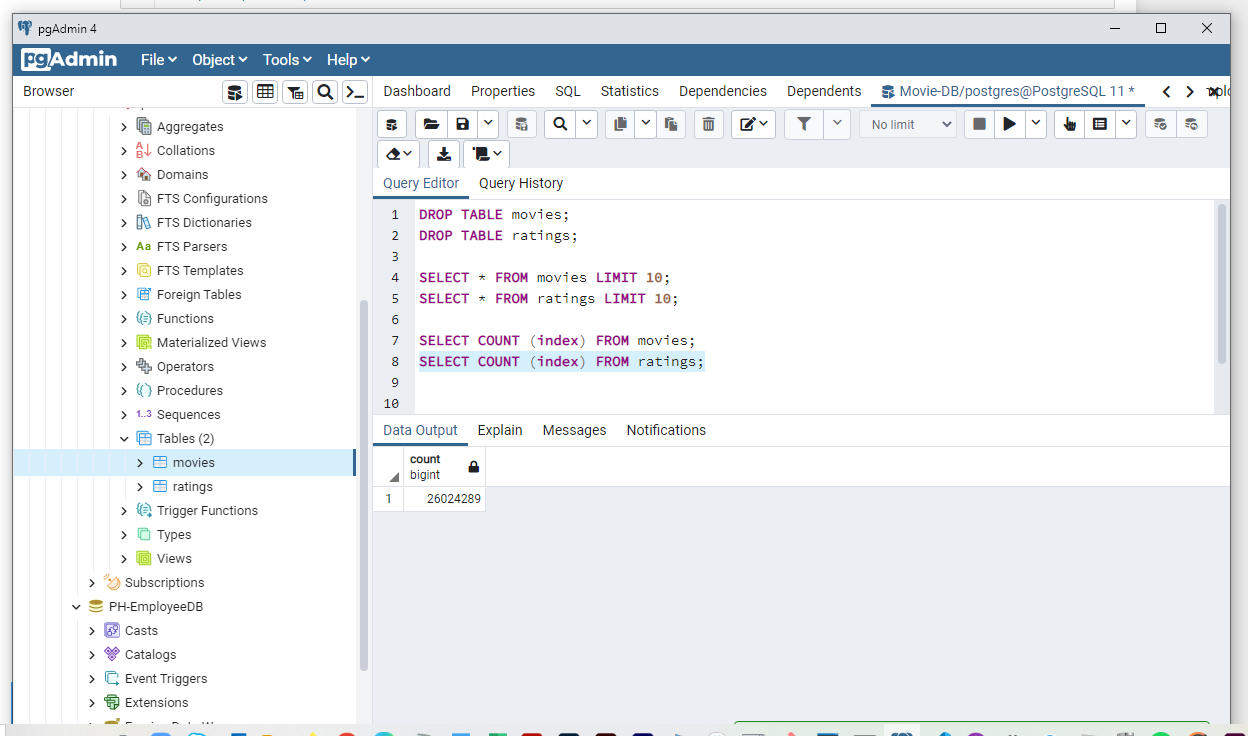 pgAdmin 4
pgAdmin File Object Tools Help
Browser
Dashboard Properties SQL Statistics Dependencies Dependents Movie-DB/postgres@PostgreSQL 11 *
No limit
Query Editor Query History
Aggregates
Collations
Domains
FTS Configurations
FTS Dictionaries
Aa FTS Parsers
FTS Templates
Foreign Tables
Functions
Materialized Views
Operators
Procedures
1..3 Sequences
Tables (2)
movies
ratings
Trigger Functions
Types
Views
Subscriptions
PH-EmployeeDB
Casts
Catalogs
Event Triggers
Extensions
1 DROP TABLE movies;
2 DROP TABLE ratings;
3
4 SELECT * FROM movies LIMIT 10;
5 SELECT * FROM ratings LIMIT 10;
6
7 SELECT COUNT (index) FROM movies;
8 SELECT COUNT (index) FROM ratings;
9
10
Data Output Explain Messages Notifications
count
bigint
1 26024289